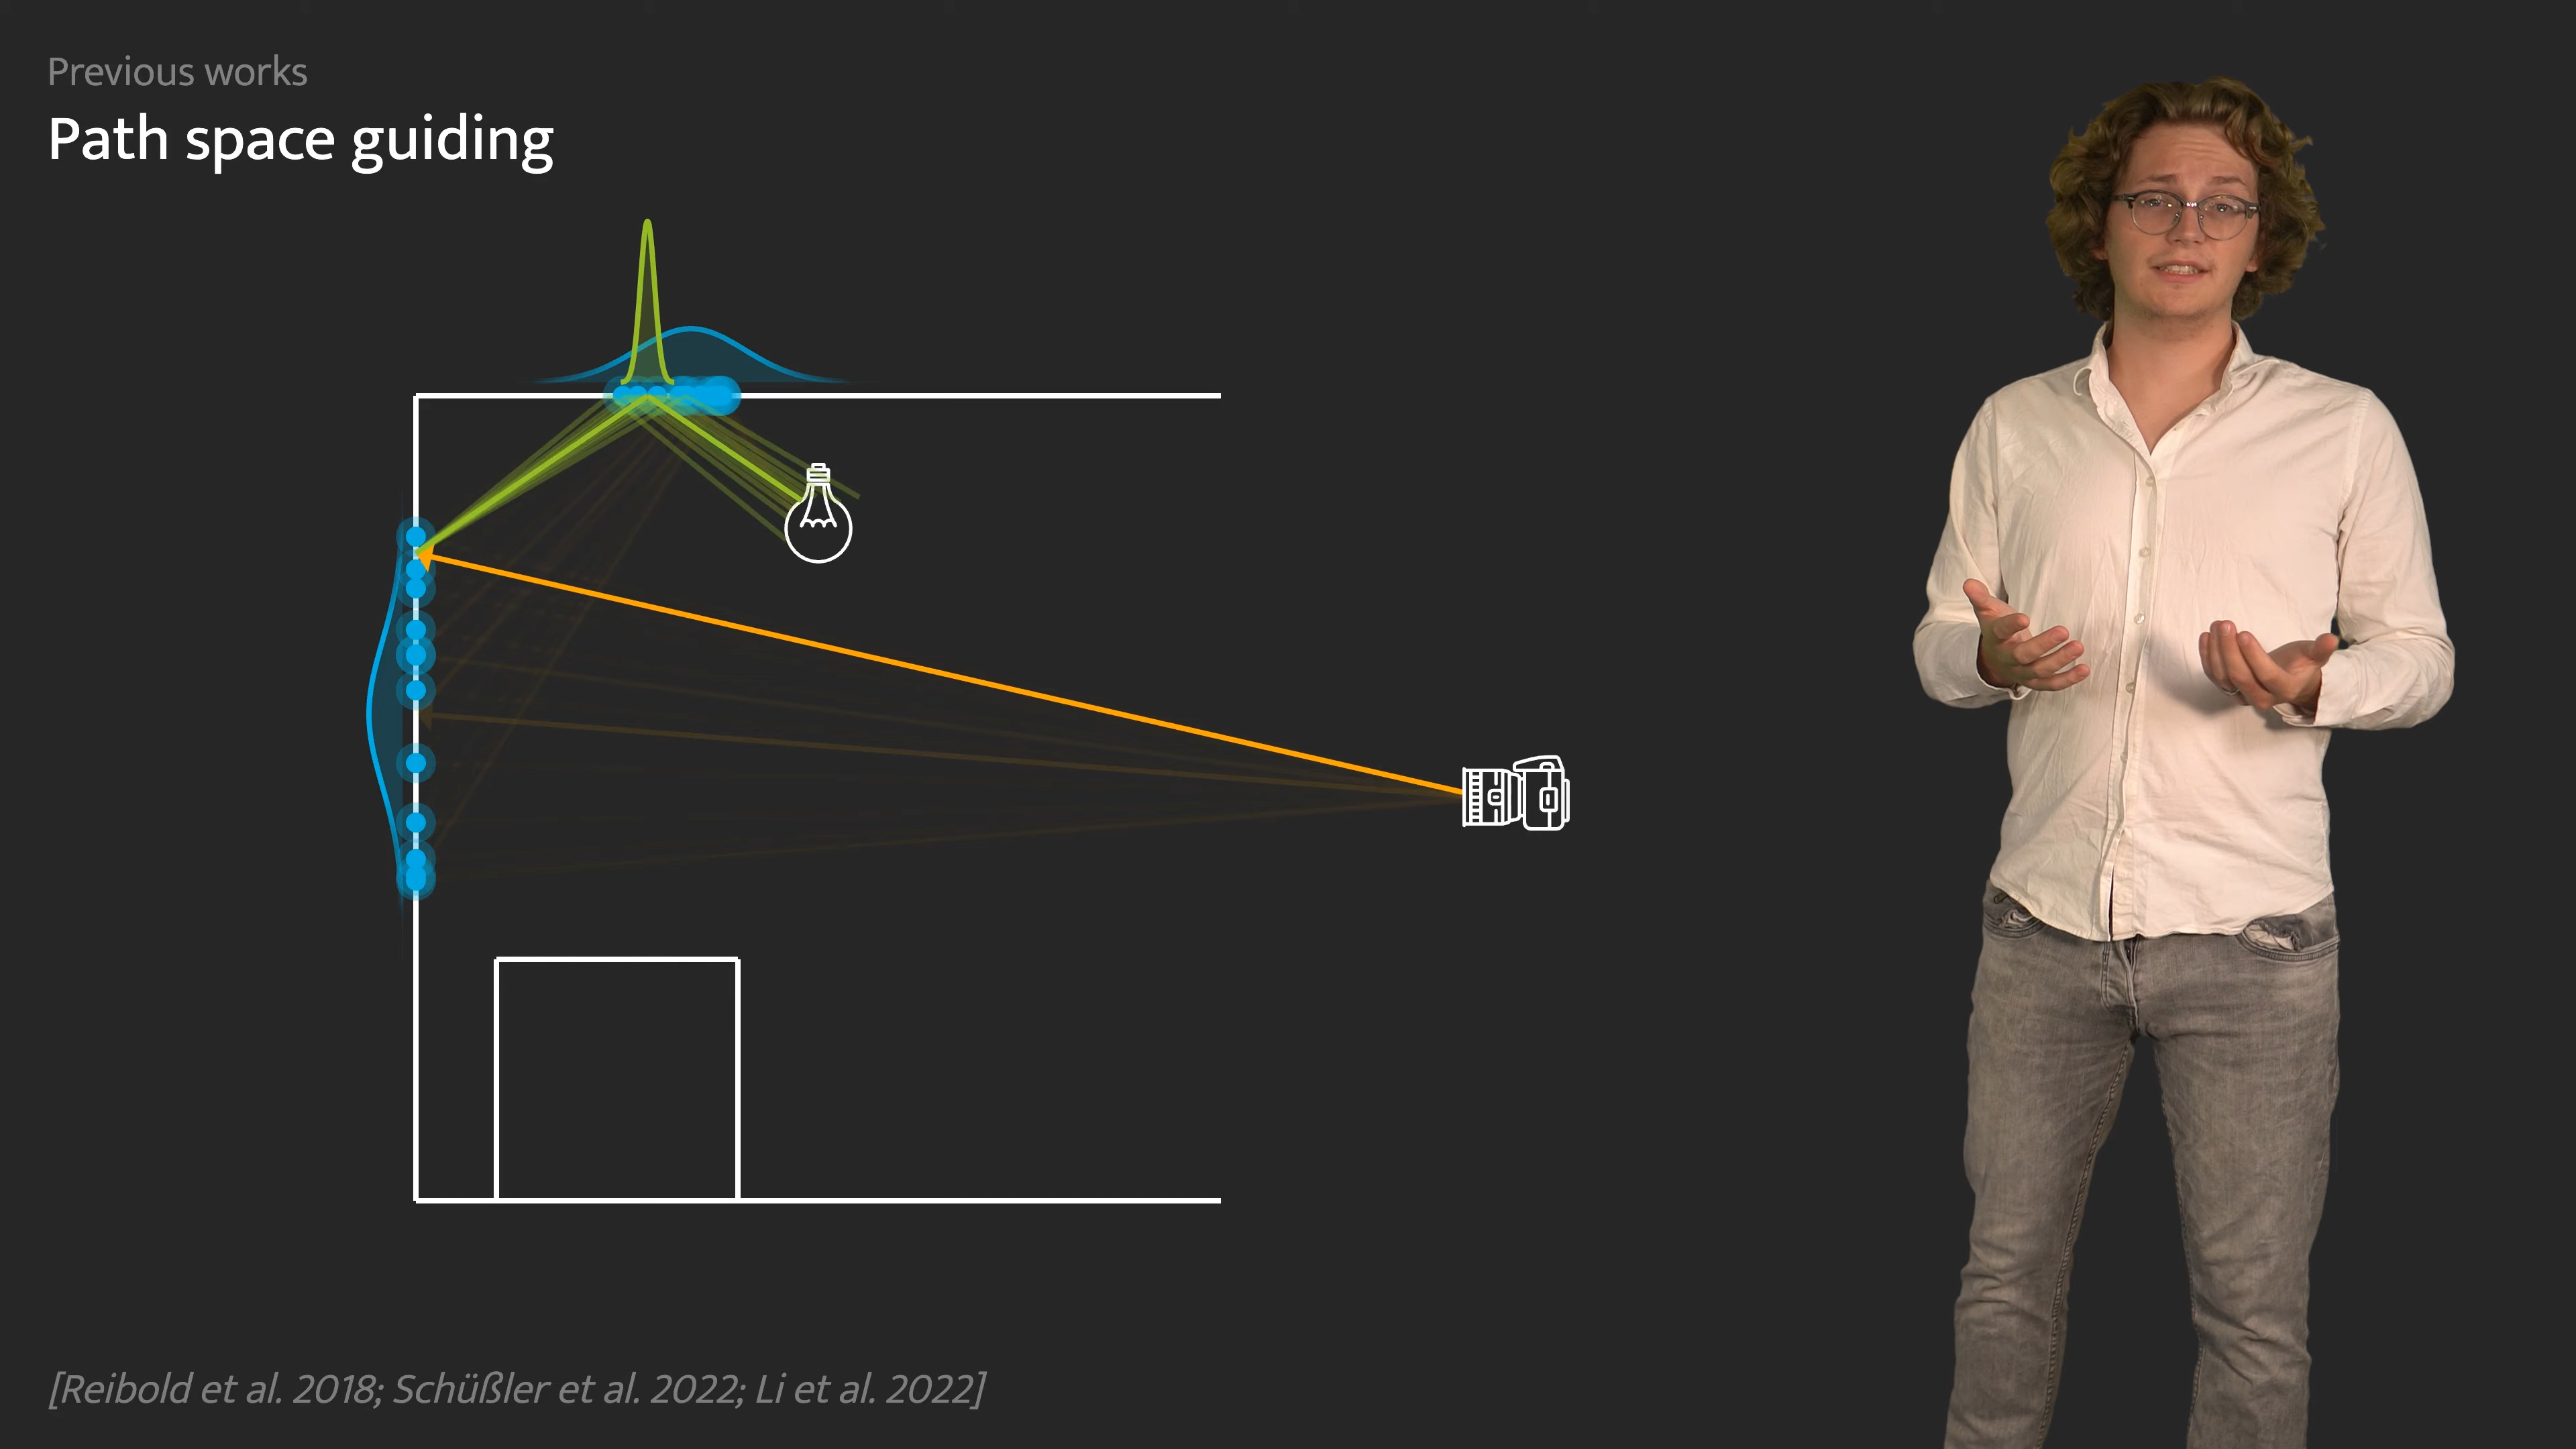 Previous works
Path space guiding
[Reibold et al. 2018; Schüßler et al. 2022; Li et al. 2022]